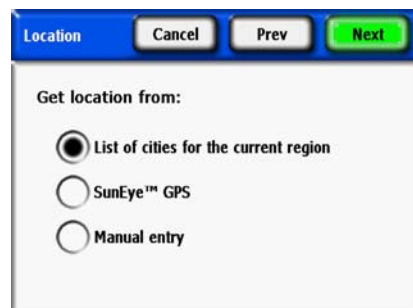 Location Cancel Prev Next
Get location from:
List of cities for the current region
SunEye™ GPS
Manual entry